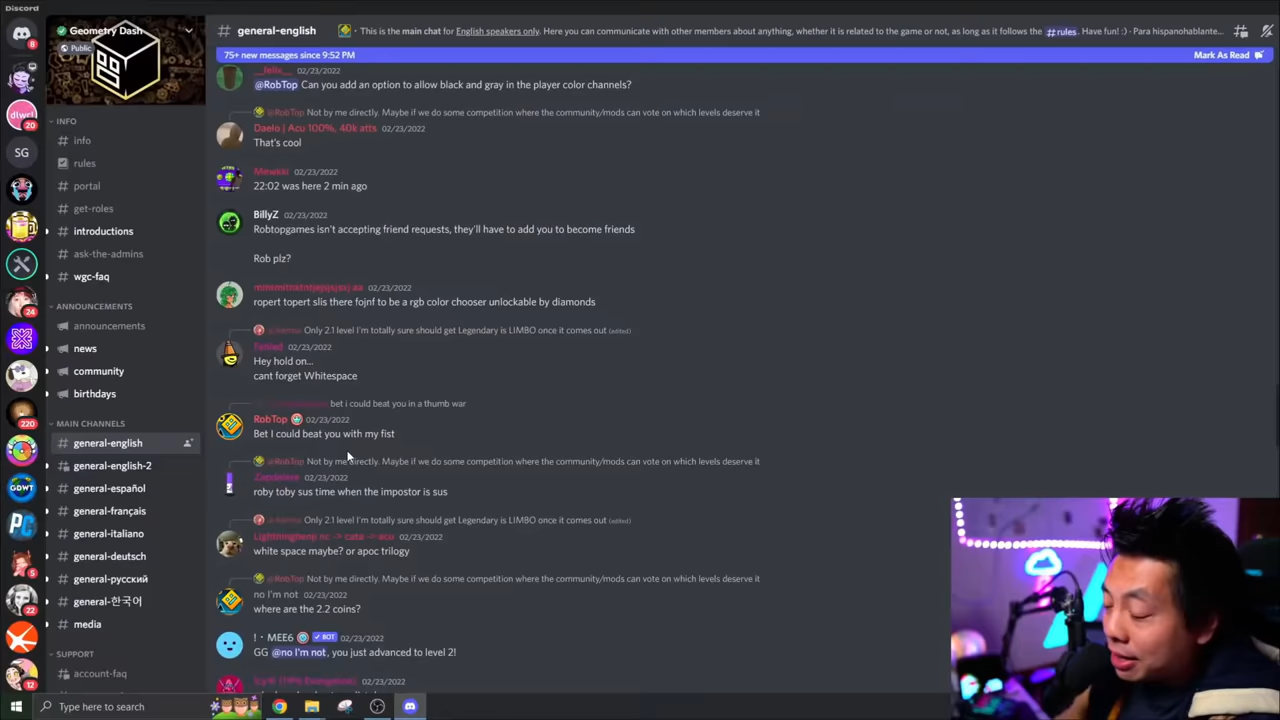 Discord
Geometry Dash
Public
general-english
This is the main chat for English speakers only. Here you can communicate with other members about anything, whether it is related to the game or not, as long as it follows the # rules. Have fun! :) - Para hispanohablante...
75+ new messages since 9:52 PM
Mark As Read
8
20
SG
24
220
GDWT
PC
5
22
12
INFO
info
rules
portal
get-roles
introductions
ask-the-admins
wgc-faq
ANNOUNCEMENTS
announcements
news
community
birthdays
MAIN CHANNELS
general-english
general-english-2
general-español
general-français
general-italiano
general-deutsch
general-русский
general-한국어
media
SUPPORT
account-faq
02/23/2022
@RobTop Can you add an option to allow black and gray in the player color channels?
@RobTop Not by me directly. Maybe if we do some competition where the community/mods can vote on which levels deserve it
Daelo | Acu 100%, 40k atts 02/23/2022
That's cool
Mewkki 02/23/2022
22:02 was here 2 min ago
BillyZ 02/23/2022
Robtopgames isn't accepting friend requests, they'll have to add you to become friends
Rob plz?
02/23/2022
ropert topert slis there fojnf to be a rgb color chooser unlockable by diamonds
Only 2.1 level I'm totally sure should get Legendary is LIMBO once it comes out (edited)
02/23/2022
Hey hold on...
cant forget Whitespace
bet i could beat you in a thumb war
RobTop 02/23/2022
Bet I could beat you with my fist
@RobTop Not by me directly. Maybe if we do some competition where the community/mods can vote on which levels deserve it
02/23/2022
roby toby sus time when the impostor is sus
Only 2.1 level I'm totally sure should get Legendary is LIMBO once it comes out (edited)
02/23/2022
white space maybe? or apoc trilogy
@RobTop Not by me directly. Maybe if we do some competition where the community/mods can vote on which levels deserve it
no I'm not 02/23/2022
where are the 2.2 coins?
! · MEE6 ✓ BOT 02/23/2022
GG @no I'm not, you just advanced to level 2!
02/23/2022
Type here to search